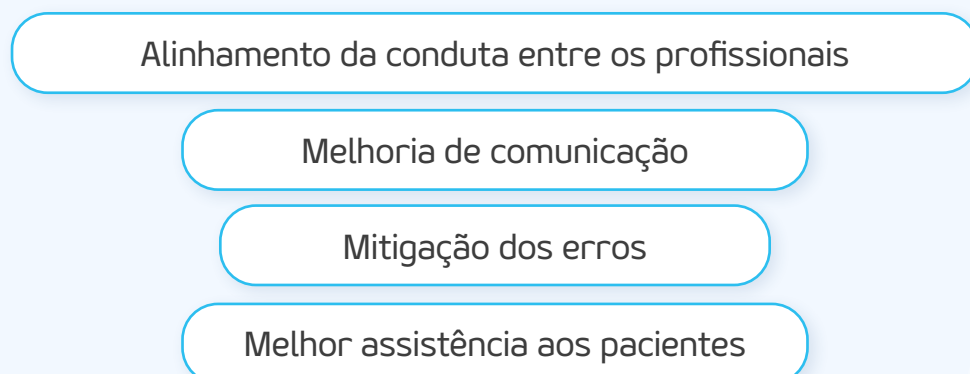 Alinhamento da conduta entre os profissionais
Melhoria de comunicação
Mitigação dos erros
Melhor assistência aos pacientes